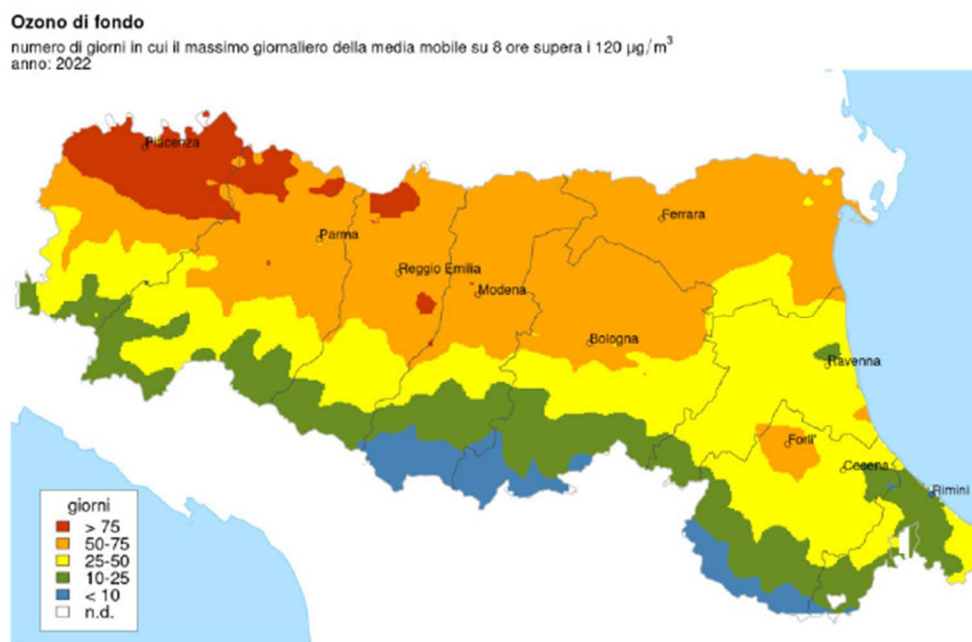 Ozono di fondo
numero di giorni in cui il massimo giornaliero della media mobile su 8 ore supera i 120 µg/m³
anno: 2022
Piacenza
Parma
Ferrara
Reggio Emilia
Modena
Bologna
Ravenna
Forli'
Cesena
Rimini
giorni
> 75
50-75
25-50
10-25
< 10
n.d.